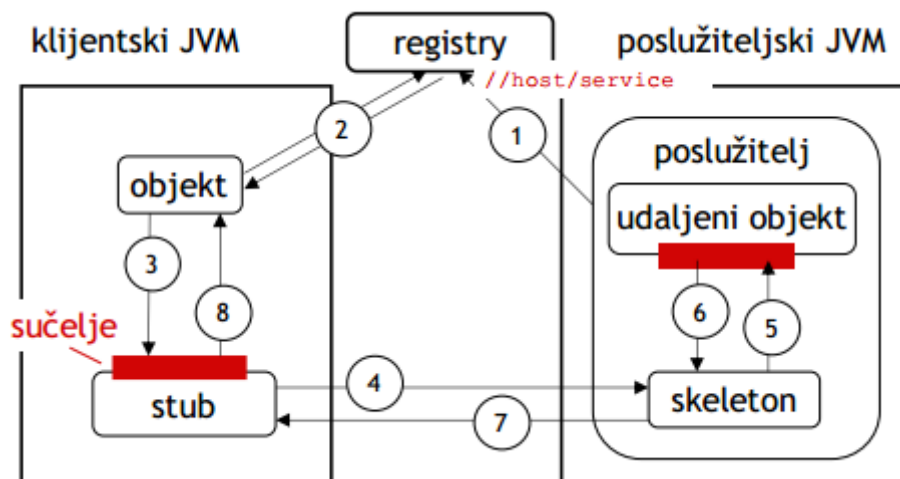 klijentski JVM
registry
poslužiteljski JVM
//host/service
2
1
poslužitelj
objekt
udaljeni objekt
3
8
6
5
sučelje
4
stub
skeleton
7